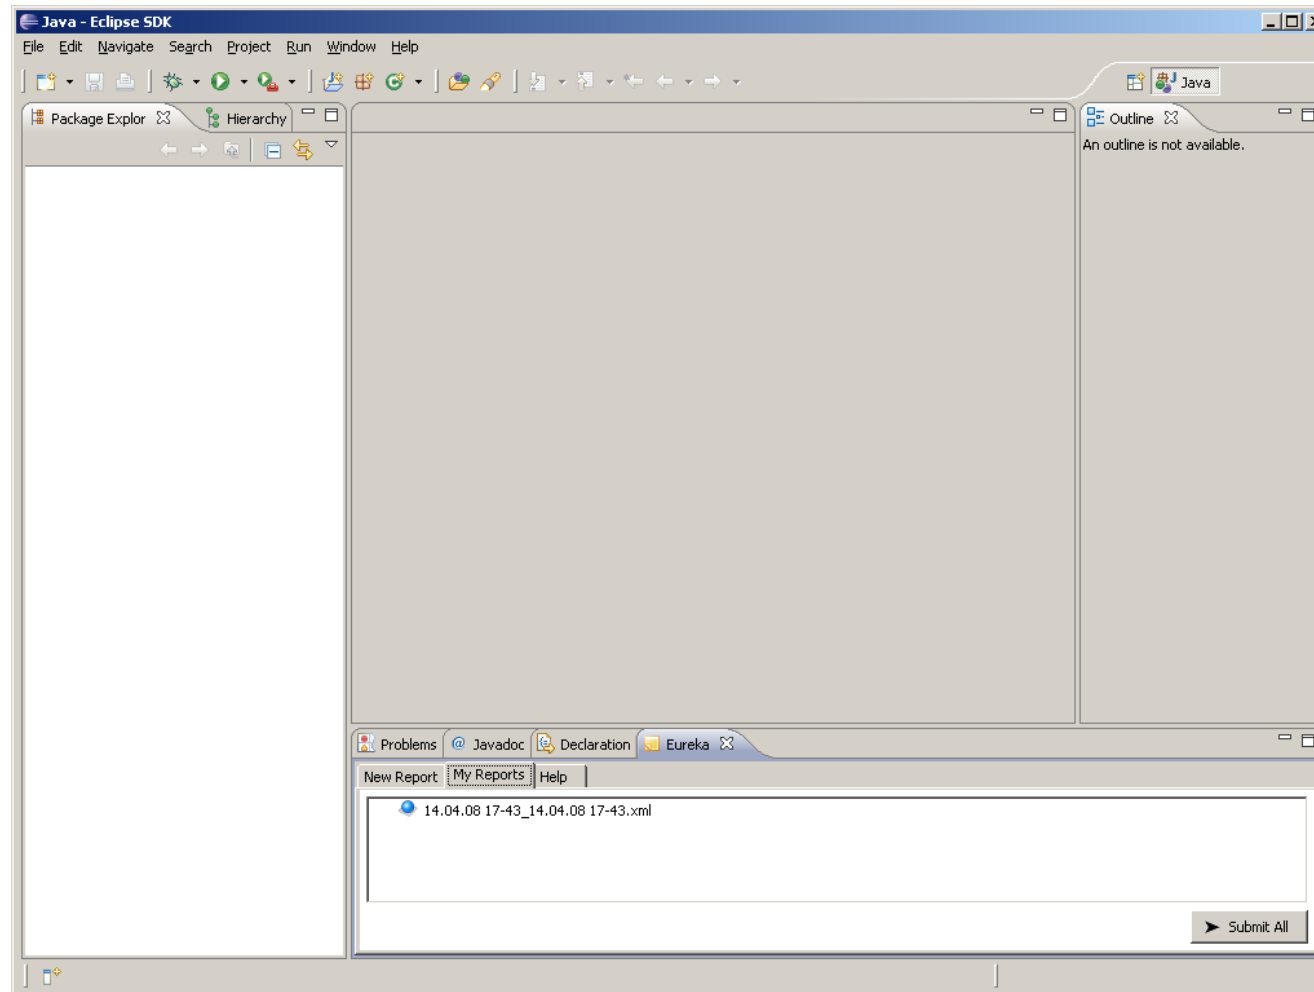 Java - Eclipse SDK
File Edit Navigate Search Project Run Window Help
Java
Package Explor Hierarchy
Outline
An outline is not available.
Problems @ Javadoc Declaration Eureka
New Report My Reports Help
14.04.08 17-43_14.04.08 17-43.xml
Submit All